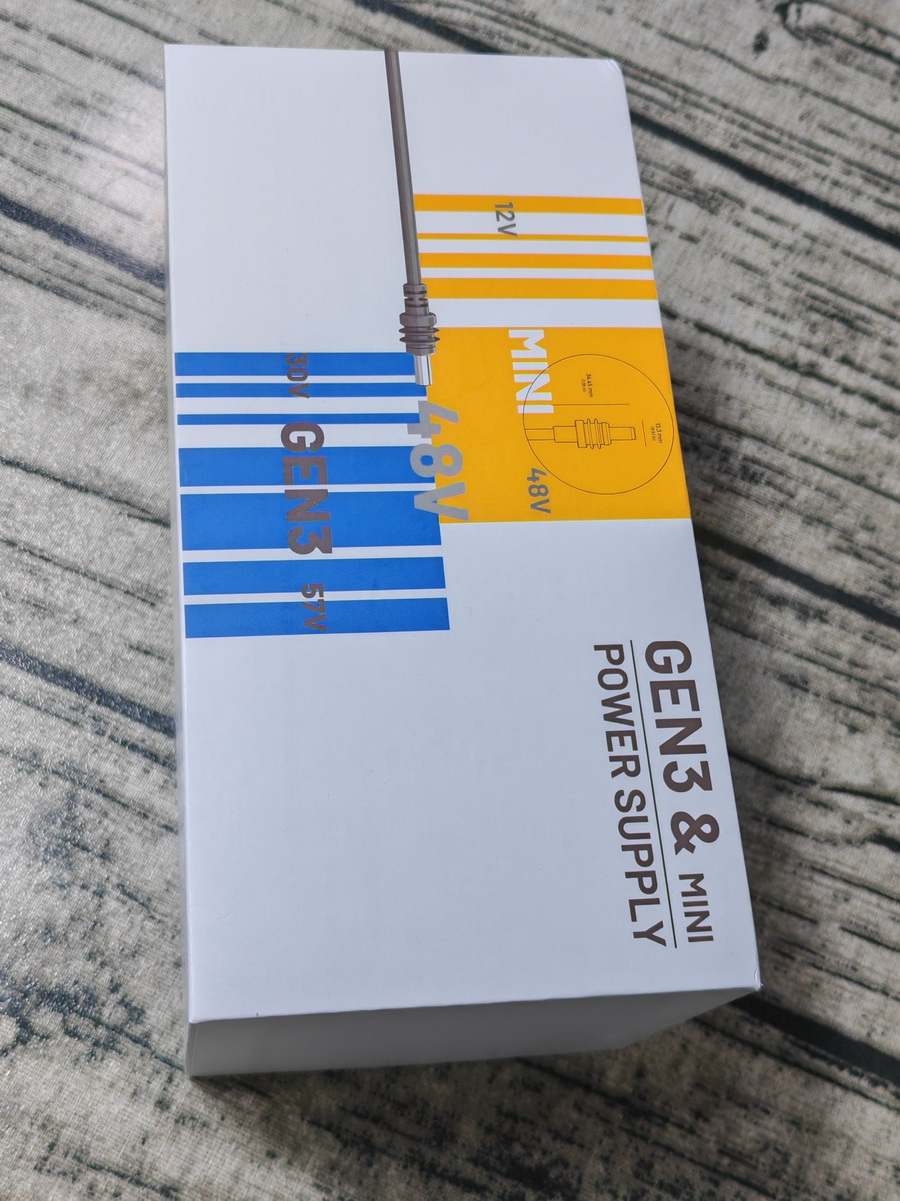 GEN3 & MINI
POWER SUPPLY
12V
MINI
48V
48V
30V
GEN3
57V